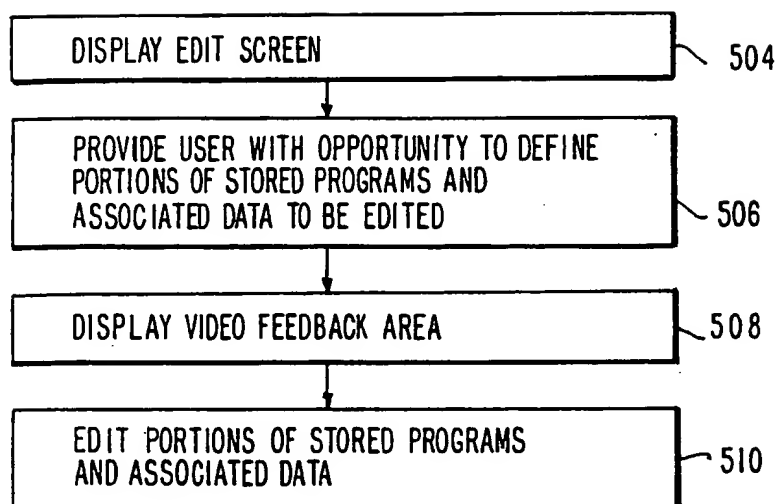 DISPLAY EDIT SCREEN
504
PROVIDE USER WITH OPPORTUNITY TO DEFINE
PORTIONS OF STORED PROGRAMS AND
ASSOCIATED DATA TO BE EDITED
506
DISPLAY VIDEO FEEDBACK AREA
508
EDIT PORTIONS OF STORED PROGRAMS
AND ASSOCIATED DATA
510